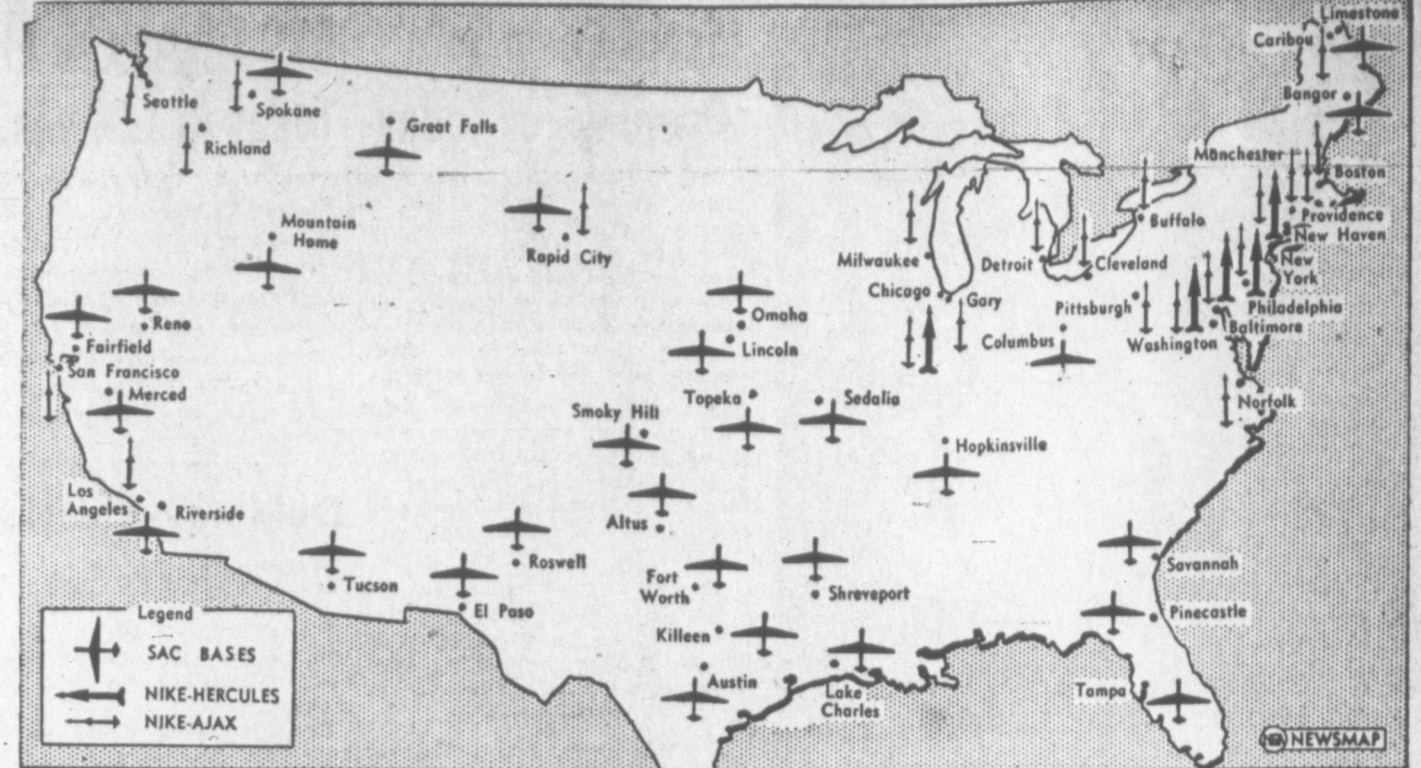 Limestone
Caribou
Bangor
Seattle
Spokane
Great Falls
Richland
Manchester
Boston
Mountain
Home
Rapid City
Buffalo
Providence
New Haven
Milwaukee
Detroit
Cleveland
New
York
Chicago
Gary
Omaha
Pittsburgh
Philadelphia
Reno
Baltimore
Fairfield
Lincoln
Columbus
Washington
San Francisco
Merced
Topeka
Sedalia
Norfolk
Smoky Hill
Hopkinsville
Los
Angeles
Riverside
Altus
Roswell
Savannah
Tucson
Fort
Worth
Shreveport
El Paso
Pinecastle
Killeen
Austin
Lake
Charles
Tampa
Legend
SAC BASES
NIKE-HERCULES
NIKE-AJAX
NEWSMAP